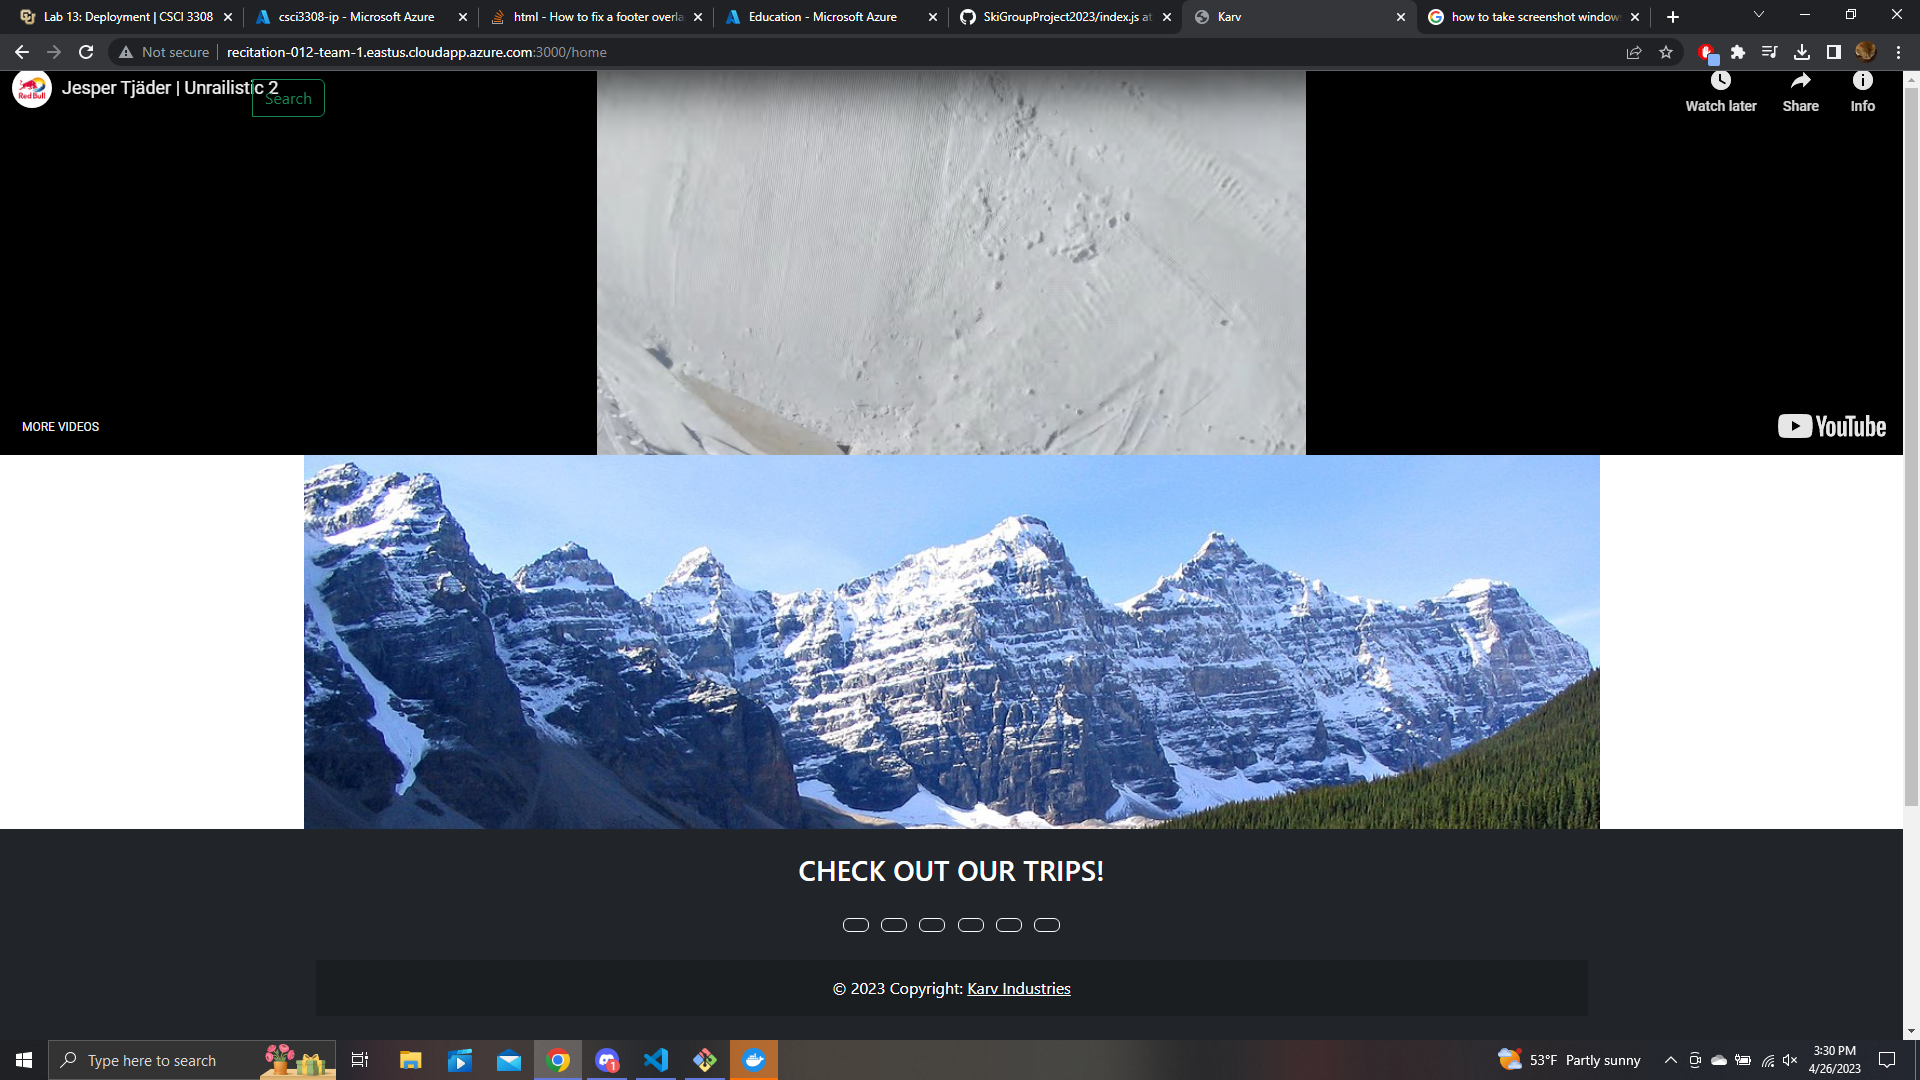 Lab 13: Deployment | CSCI 3308
csci3308-ip - Microsoft Azure
html - How to fix a footer overla
Education - Microsoft Azure
SkiGroupProject2023/index.js at
Karv
how to take screenshot window
Not secure
recitation-012-team-1.eastus.cloudapp.azure.com:3000/home
Red Bull
Jesper Tjäder | Unrailistic 2
Search
Watch later
Share
Info
MORE VIDEOS
YouTube
CHECK OUT OUR TRIPS!
© 2023 Copyright: Karv Industries
Type here to search
1
53°F Partly sunny
3:30 PM
4/26/2023